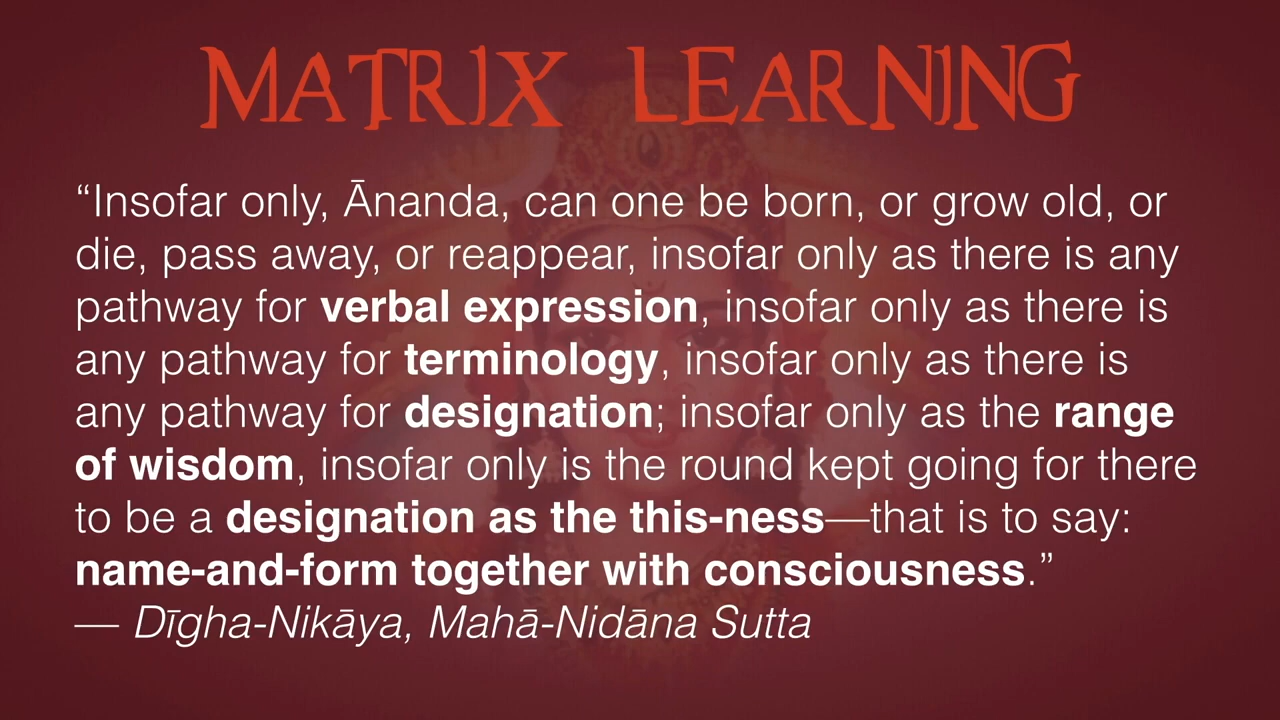 MATRIX LEARNING
“Insofar only, Ānanda, can one be born, or grow old, or
die, pass away, or reappear, insofar only as there is any
pathway for verbal expression, insofar only as there is
any pathway for terminology, insofar only as there is
any pathway for designation; insofar only as the range
of wisdom, insofar only is the round kept going for there
to be a designation as the this-ness—that is to say:
name-and-form together with consciousness.”
— Dīgha-Nikāya, Mahā-Nidāna Sutta